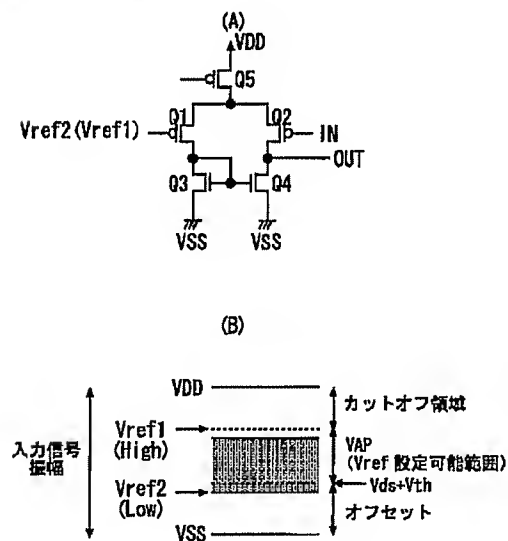 (A)
VDD
Q5
Q1
Q2
Vref2(Vref1)
IN
OUT
Q3
Q4
VSS
VSS
(B)
VDD
カットオフ領域
Vref1
(High)
入力信号
振幅
VAP
(Vref 設定可能範囲)
Vref2
(Low)
Vds+Vth
オフセット
VSS